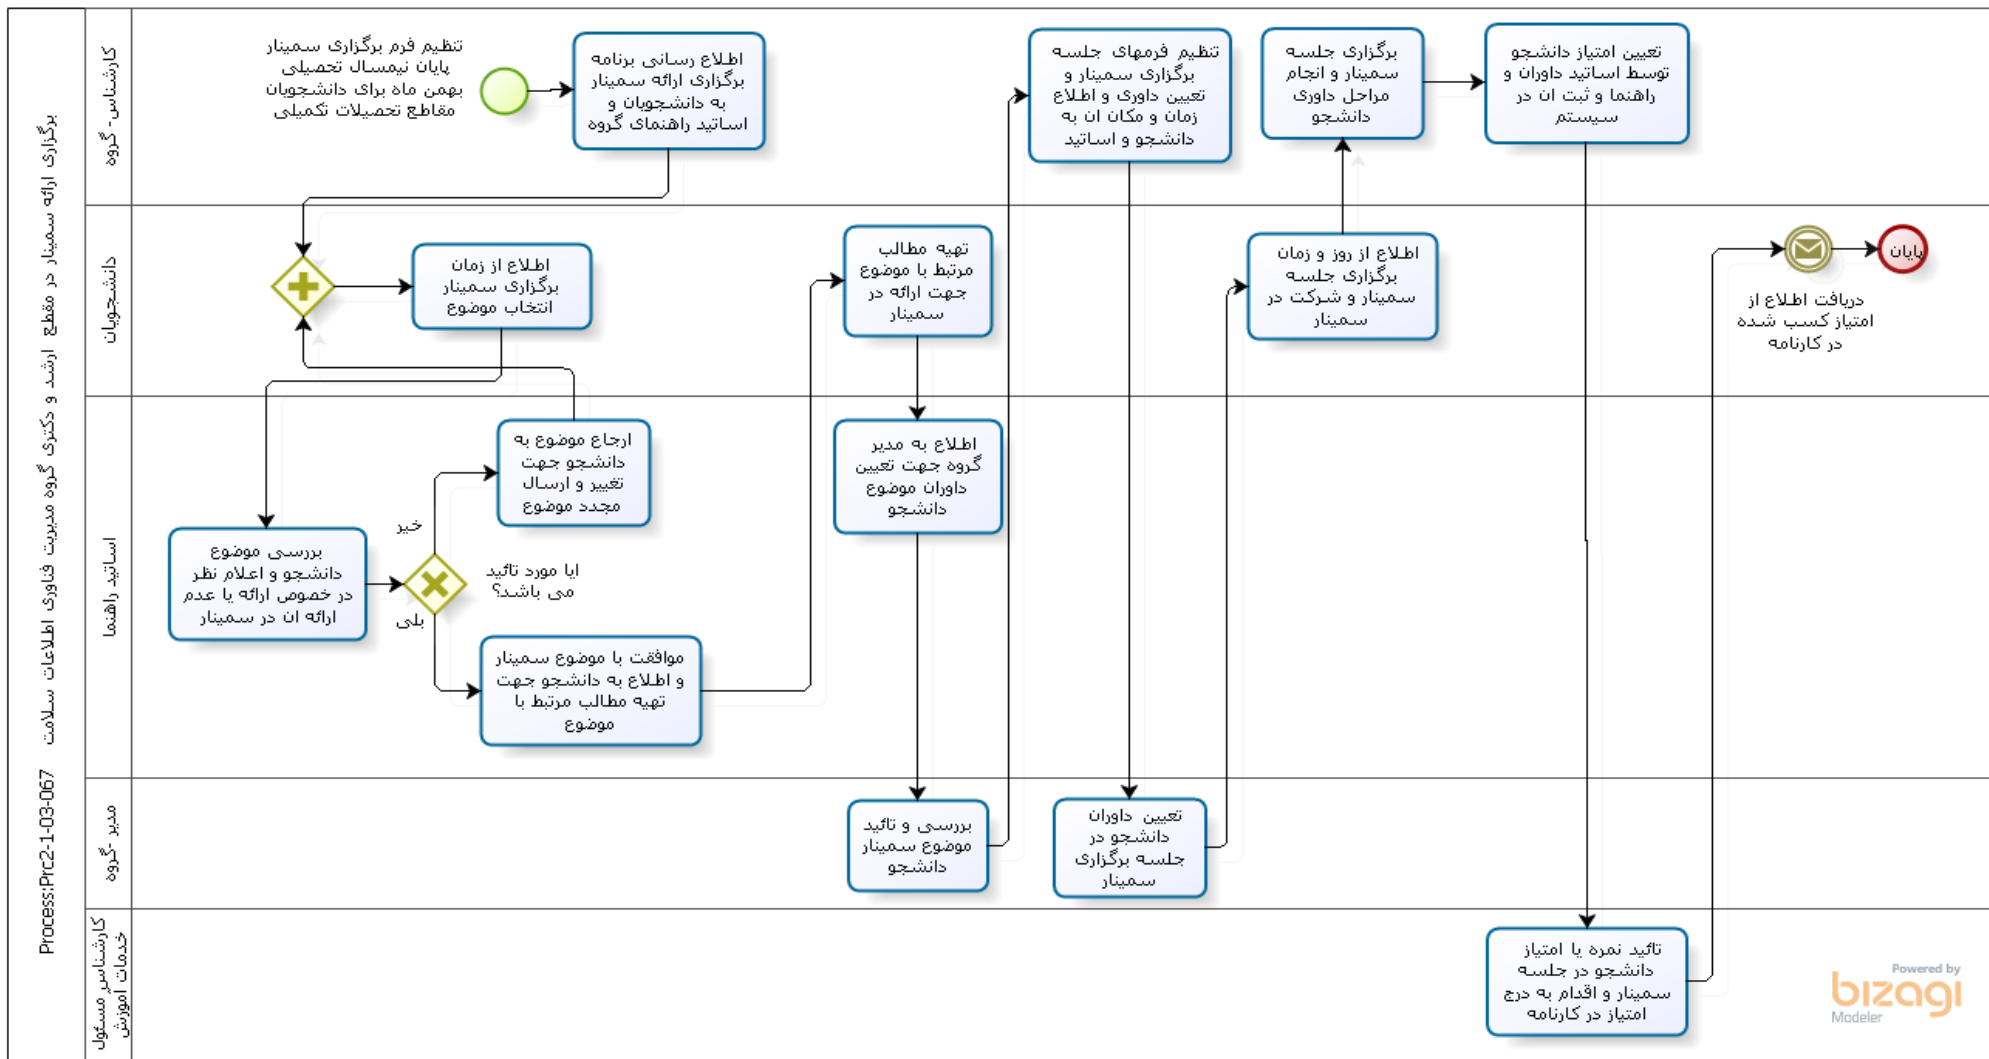 برگزاری ارائه سمینار در مقطع ارشد و دکتری گروه مدیریت فناوری اطلاعات سلامت
Process:Prc2-1-03-067
کارشناس- گروه
تنظیم فرم برگزاری سمینار
پایان نیمسال تحصیلی
بهمن ماه برای دانشجویان
مقاطع تحصیلات تکمیلی
اطلاع رسانی برنامه
برگزاری ارائه سمینار
به دانشجویان و
اساتید راهنمای گروه
تنظیم فرمهای جلسه
برگزاری سمینار و
تعیین داوری و اطلاع
زمان و مکان ان به
دانشجو و اساتید
برگزاری جلسه
سمینار و انجام
مراحل داوری
دانشجو
تعیین امتیاز دانشجو
توسط اساتید داوران و
راهنما و ثبت ان در
سیستم
دانشجویان
اطلاع از زمان
برگزاری سمینار
انتخاب موضوع
تهیه مطالب
مرتبط با موضوع
جهت ارائه در
سمینار
اطلاع از روز و زمان
برگزاری جلسه
سمینار و شرکت در
سمینار
دریافت اطلاع از
امتیاز کسب شده
در کارنامه
پایان
اساتید راهنما
بررسی موضوع
دانشجو و اعلام نظر
در خصوص ارائه یا عدم
ارائه ان در سمینار
خیر
بلی
ایا مورد تائید
می باشد؟
ارجاع موضوع به
دانشجو جهت
تغییر و ارسال
مجدد موضوع
موافقت با موضوع سمینار
و اطلاع به دانشجو جهت
تهیه مطالب مرتبط با
موضوع
اطلاع به مدیر
گروه جهت تعیین
داوران موضوع
دانشجو
مدیر -گروه
بررسی و تائید
موضوع سمینار
دانشجو
تعیین داوران
دانشجو در
جلسه برگزاری
سمینار
کارشناس مسئول
خدمات اموزش
تائید نمره یا امتیاز
دانشجو در جلسه
سمینار و اقدام به درج
امتیاز در کارنامه
Powered by
bizagi
Modeler